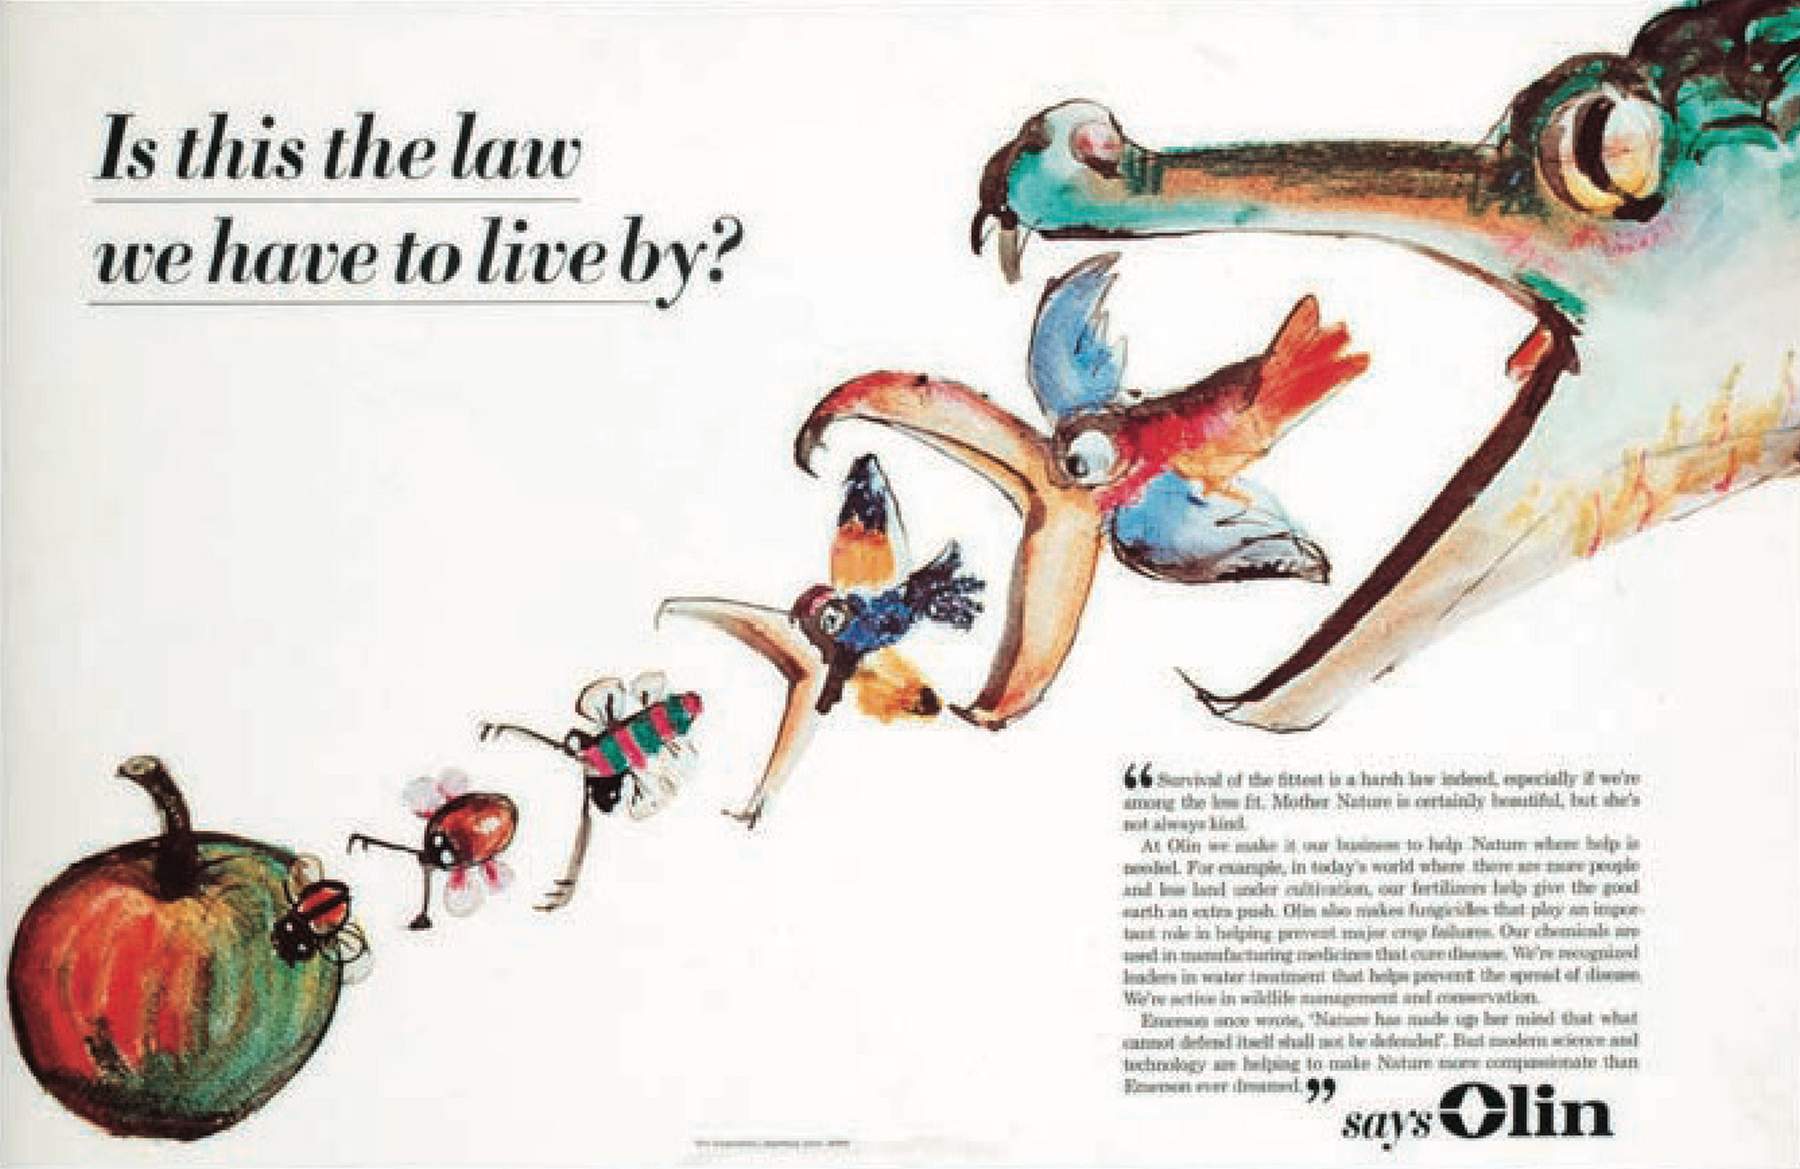 Is this the law
we have to live by?
“Survival of the fittest is a harsh law indeed, especially if we're
among the less fit. Mother Nature is certainly beautiful, but she's
not always kind.
At Olin we make it our business to help Nature where help is
needed. For example, in today's world where there are more people
and less land under cultivation, our fertilizers help give the good
earth an extra push. Olin also makes fungicides that play an impor-
tant role in helping prevent major crop failures. Our chemicals are
used in manufacturing medicines that cure disease. We're recognized
leaders in water treatment that helps prevent the spread of disease.
We're active in wildlife management and conservation.
Emerson once wrote, 'Nature has made up her mind that what
cannot defend itself shall not be defended'. But modern science and
technology are helping to make Nature more compassionate than
Emerson ever dreamed.”
says Olin